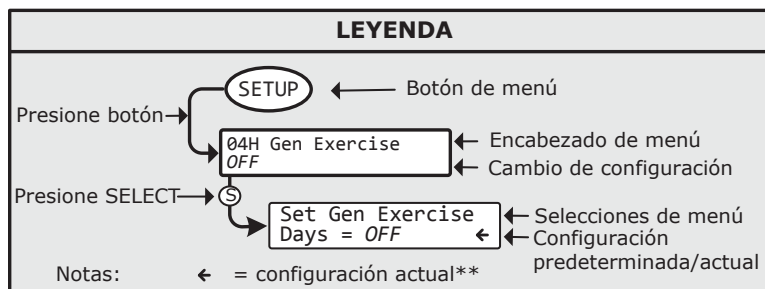 LEYENDA
SETUP
Botón de menú
Presione botón
04H Gen Exercise
OFF
Encabezado de menú
Cambio de configuración
Presione SELECT
S
Set Gen Exercise
Days = OFF ←
Selecciones de menú
Configuración
predeterminada/actual
Notas: ← = configuración actual**